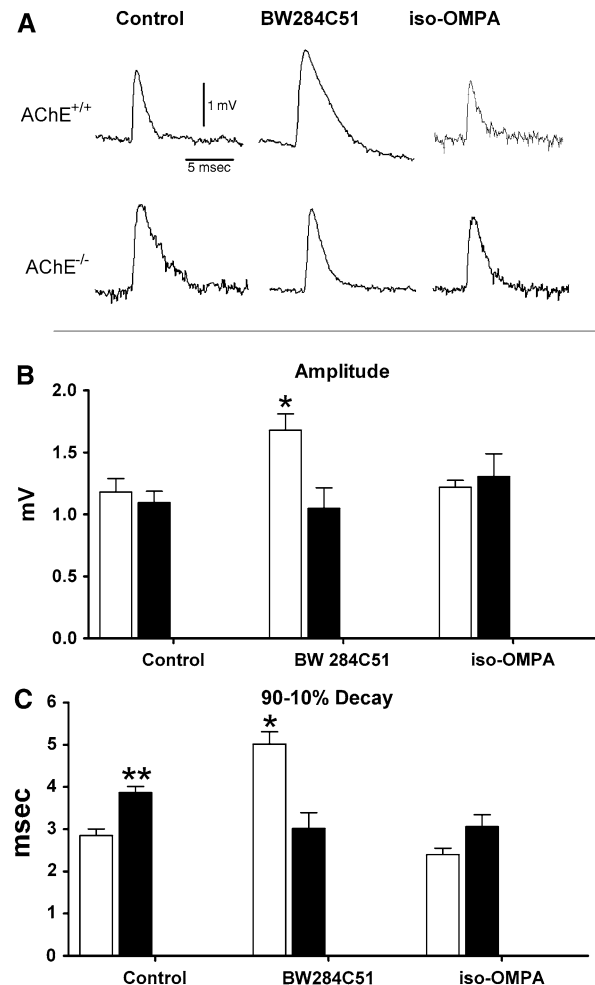 A
Control BW284C51 iso-OMPA
AChE+/+
1 mV
5 msec
AChE-/-
B
Amplitude
mV
2.0
1.5
1.0
0.5
0.0
*
Control BW 284C51 iso-OMPA
C
90-10% Decay
msec
6
5
4
3
2
1
0
**
*
Control BW284C51 iso-OMPA